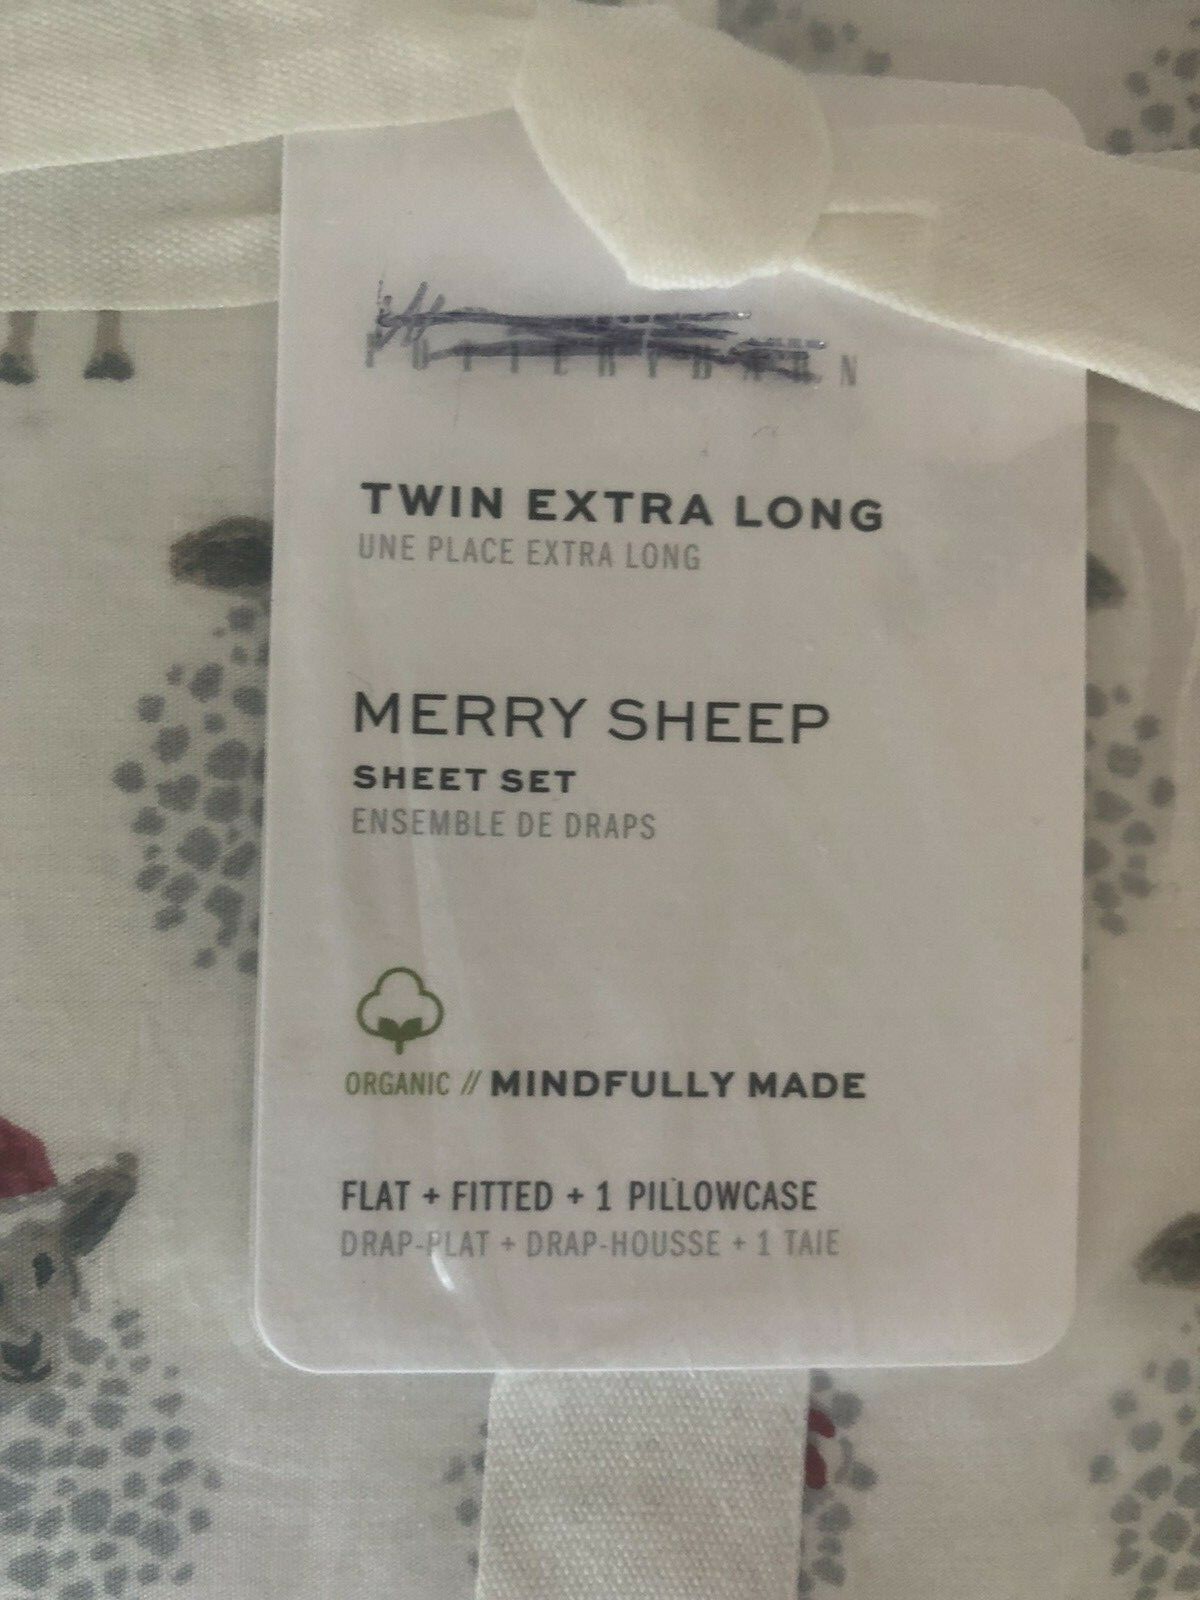 POTTERYBARN
TWIN EXTRA LONG
UNE PLACE EXTRA LONG
MERRY SHEEP
SHEET SET
ENSEMBLE DE DRAPS
ORGANIC // MINDFULLY MADE
FLAT + FITTED + 1 PILLOWCASE
DRAP-PLAT + DRAP-HOUSSE + 1 TAIE